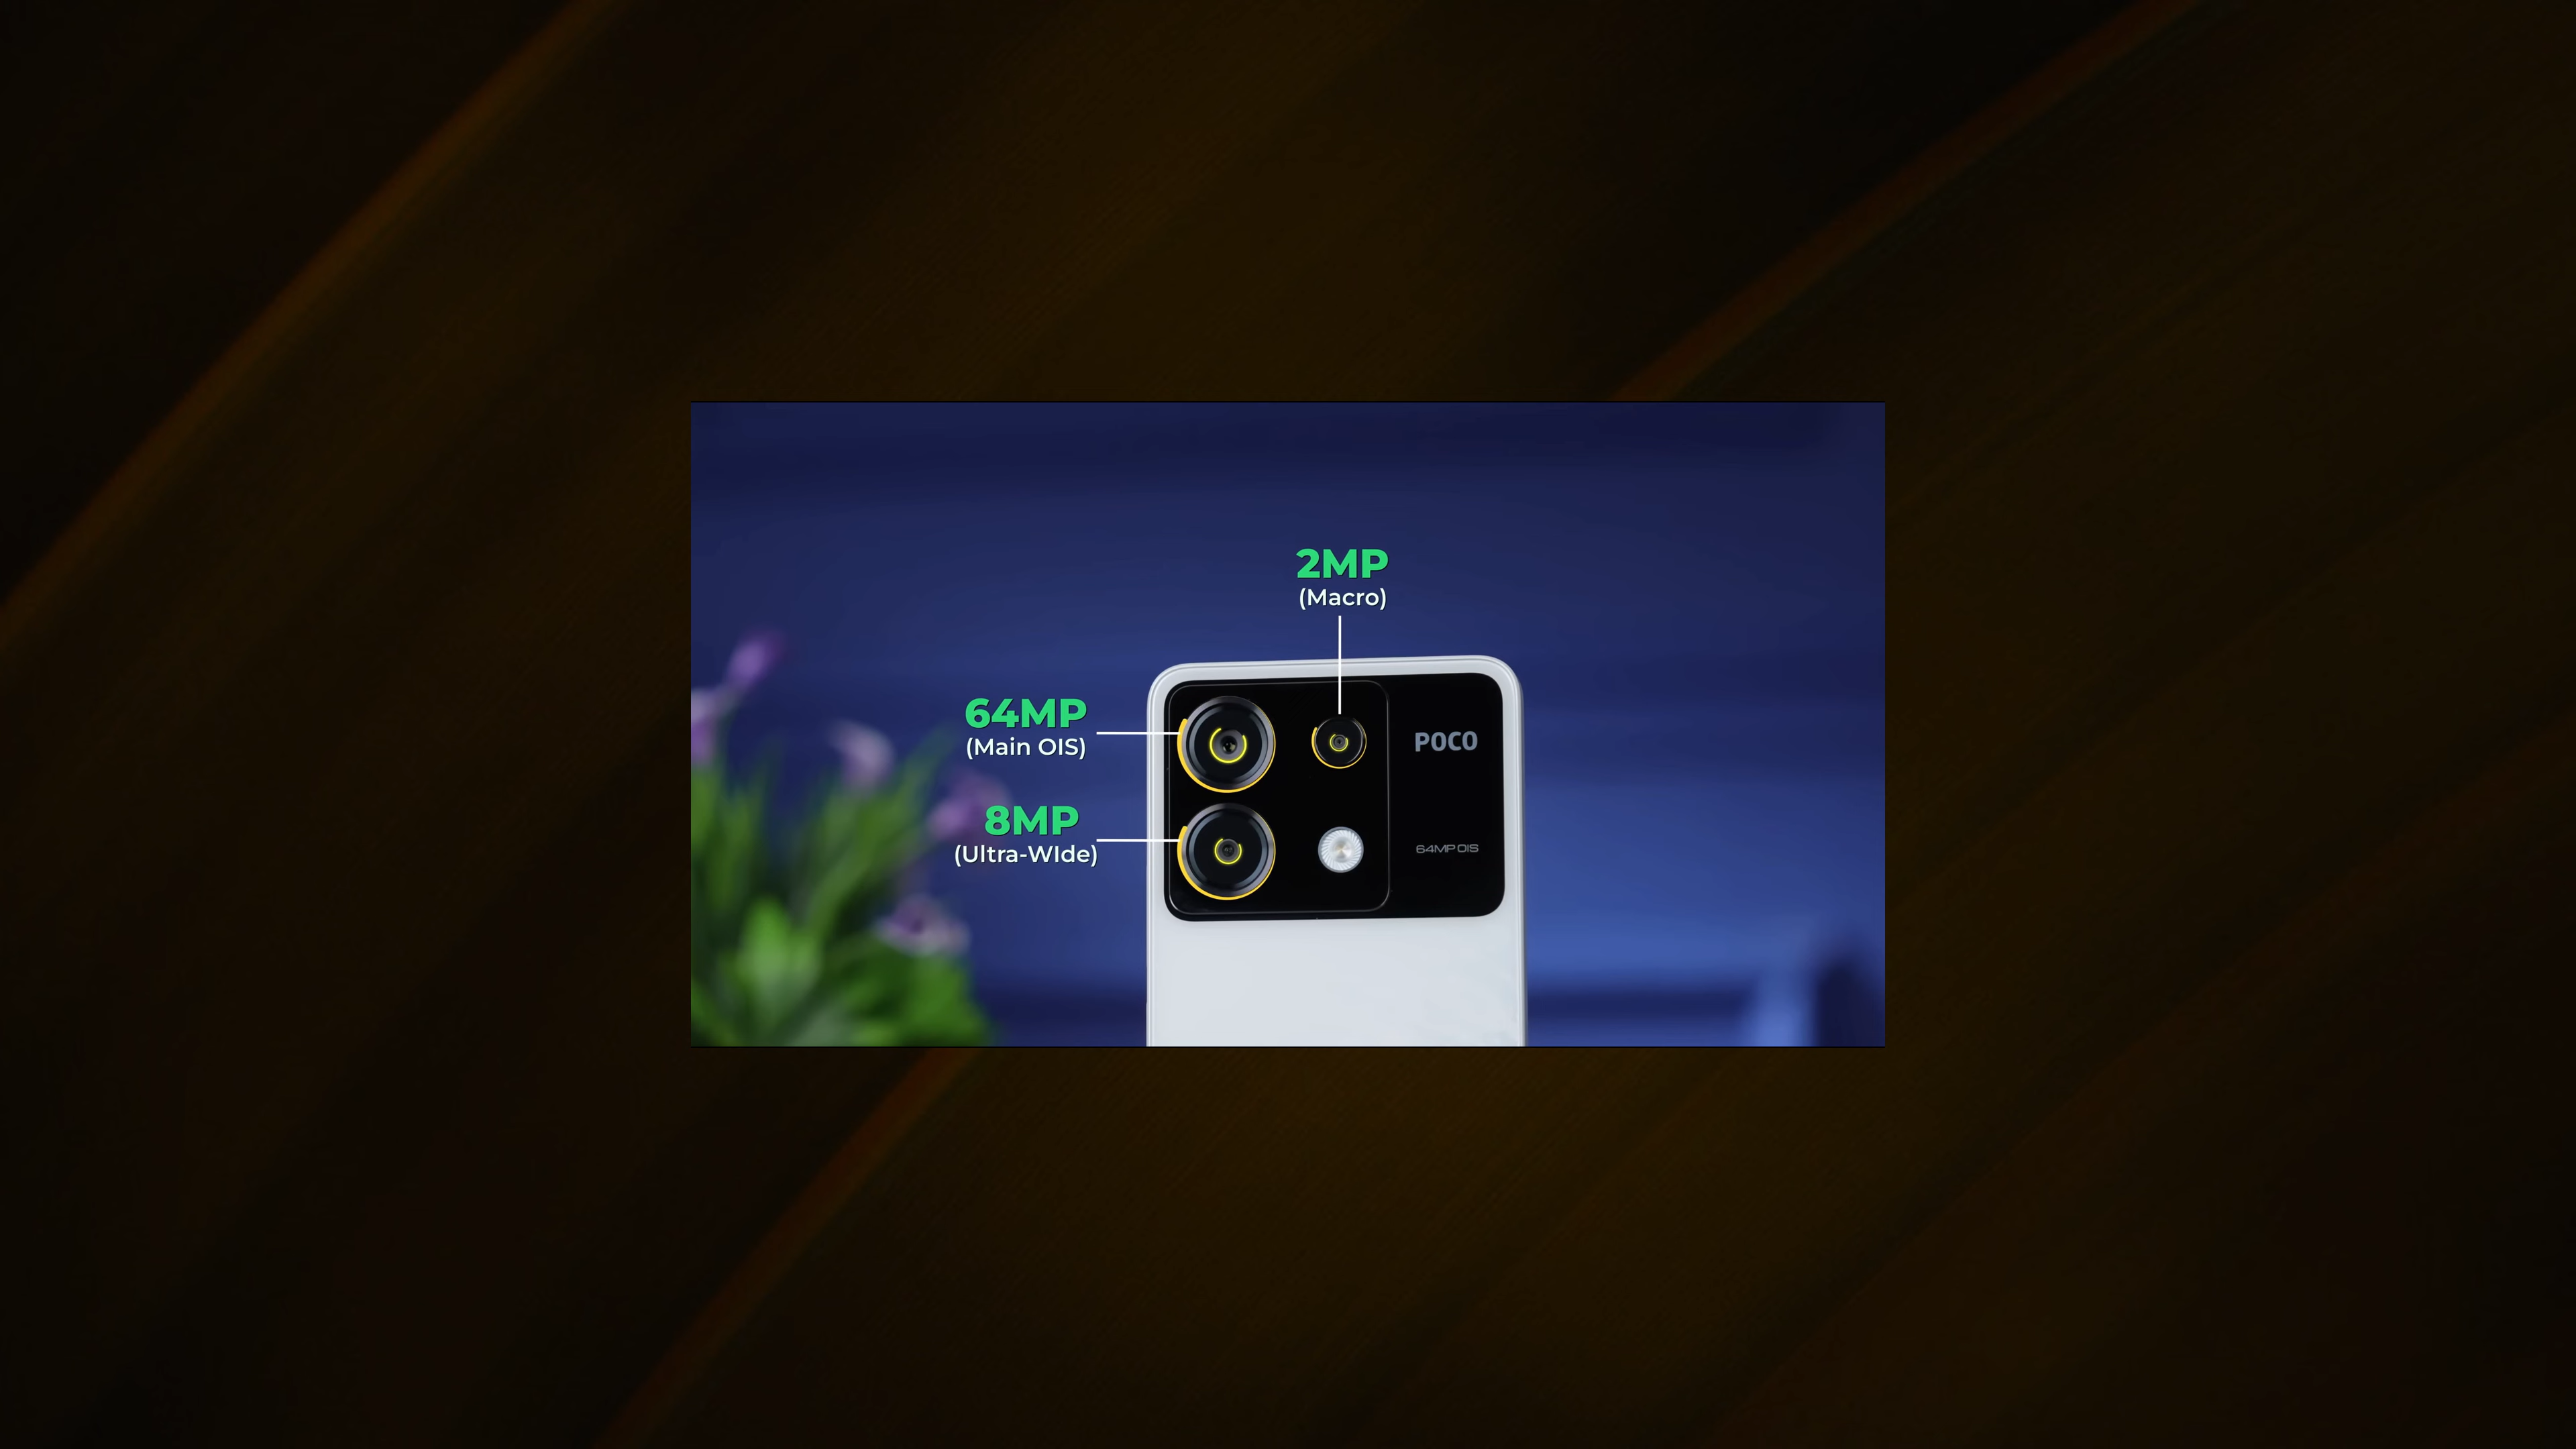 2MP
(Macro)
64MP
(Main OIS)
POCO
8MP
(Ultra-WIde)
64MP OIS